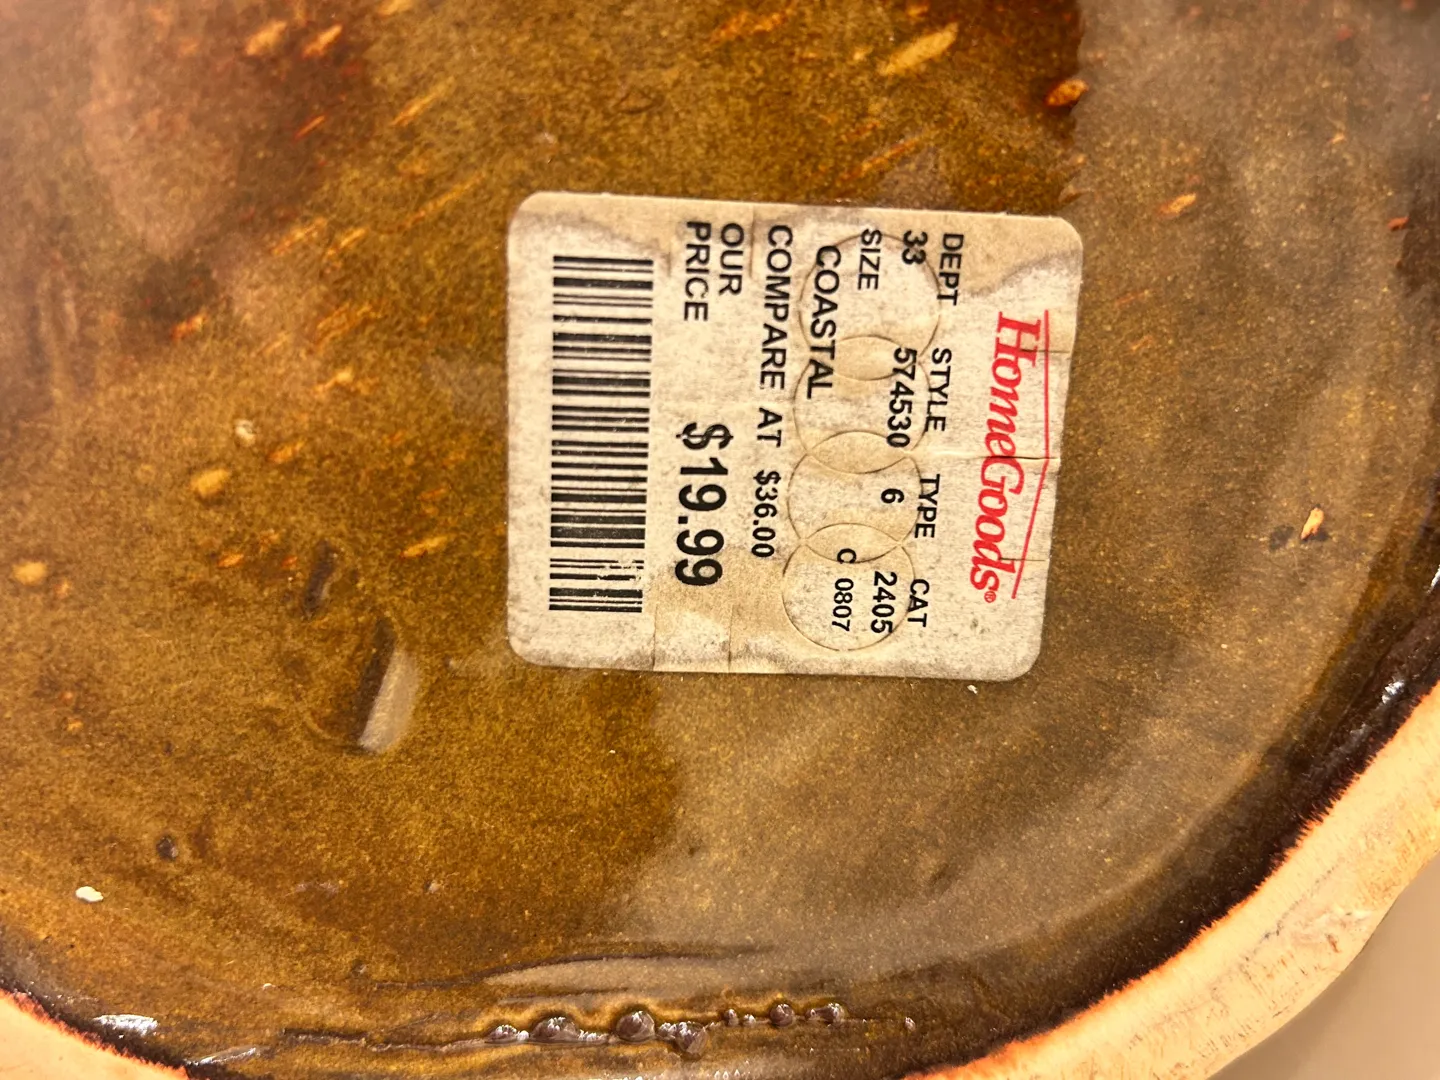 HomeGoods®
DEPT STYLE TYPE CAT
33 574530 6 2405
SIZE C 0807
COASTAL
COMPARE AT $36.00
OUR
PRICE $19.99